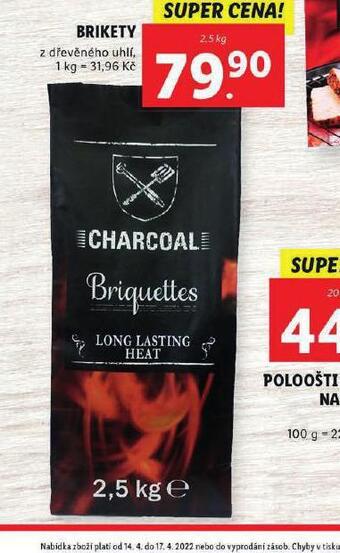 SUPER CENA!
BRIKETY
z dřevěného uhlí,
1 kg = 31,96 Kč
2,5 kg
79.90
CHARCOAL
Briquettes
LONG LASTING
HEAT
2,5 kg ℮
SUPE
20
44
POLOOŠTI
NA
100 g = 2
Nabídka zboží platí od 14. 4. do 17. 4. 2022 nebo do vyprodání zásob. Chyby v tisku